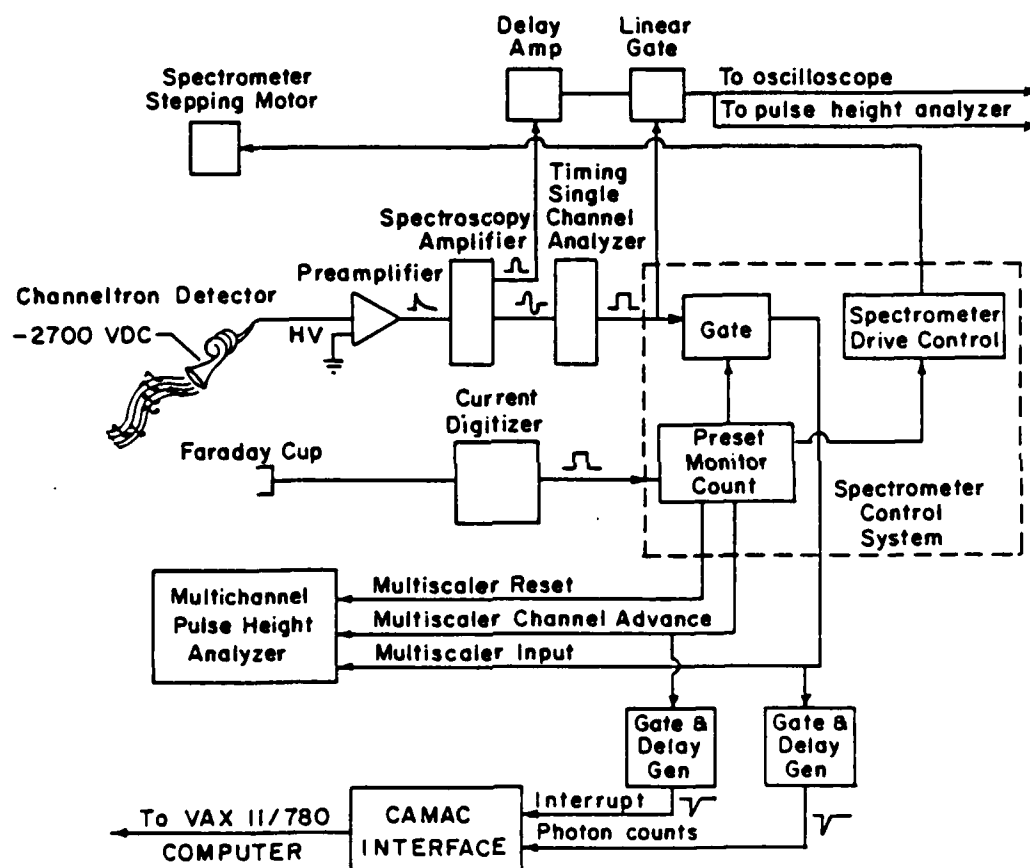 Delay
Amp
Linear
Gate
To oscilloscope
To pulse height analyzer
Spectrometer
Stepping Motor
Timing
Single
Channel
Analyzer
Spectroscopy
Amplifier
Preamplifier
Channeltron Detector
-2700 VDC
HV
Gate
Spectrometer
Drive Control
Current
Digitizer
Faraday Cup
Preset
Monitor
Count
Spectrometer
Control
System
Multichannel
Pulse Height
Analyzer
Multiscaler Reset
Multiscaler Channel Advance
Multiscaler Input
Gate &
Delay
Gen
Gate &
Delay
Gen
Interrupt
Photon counts
CAMAC
INTERFACE
To VAX 11/780
COMPUTER